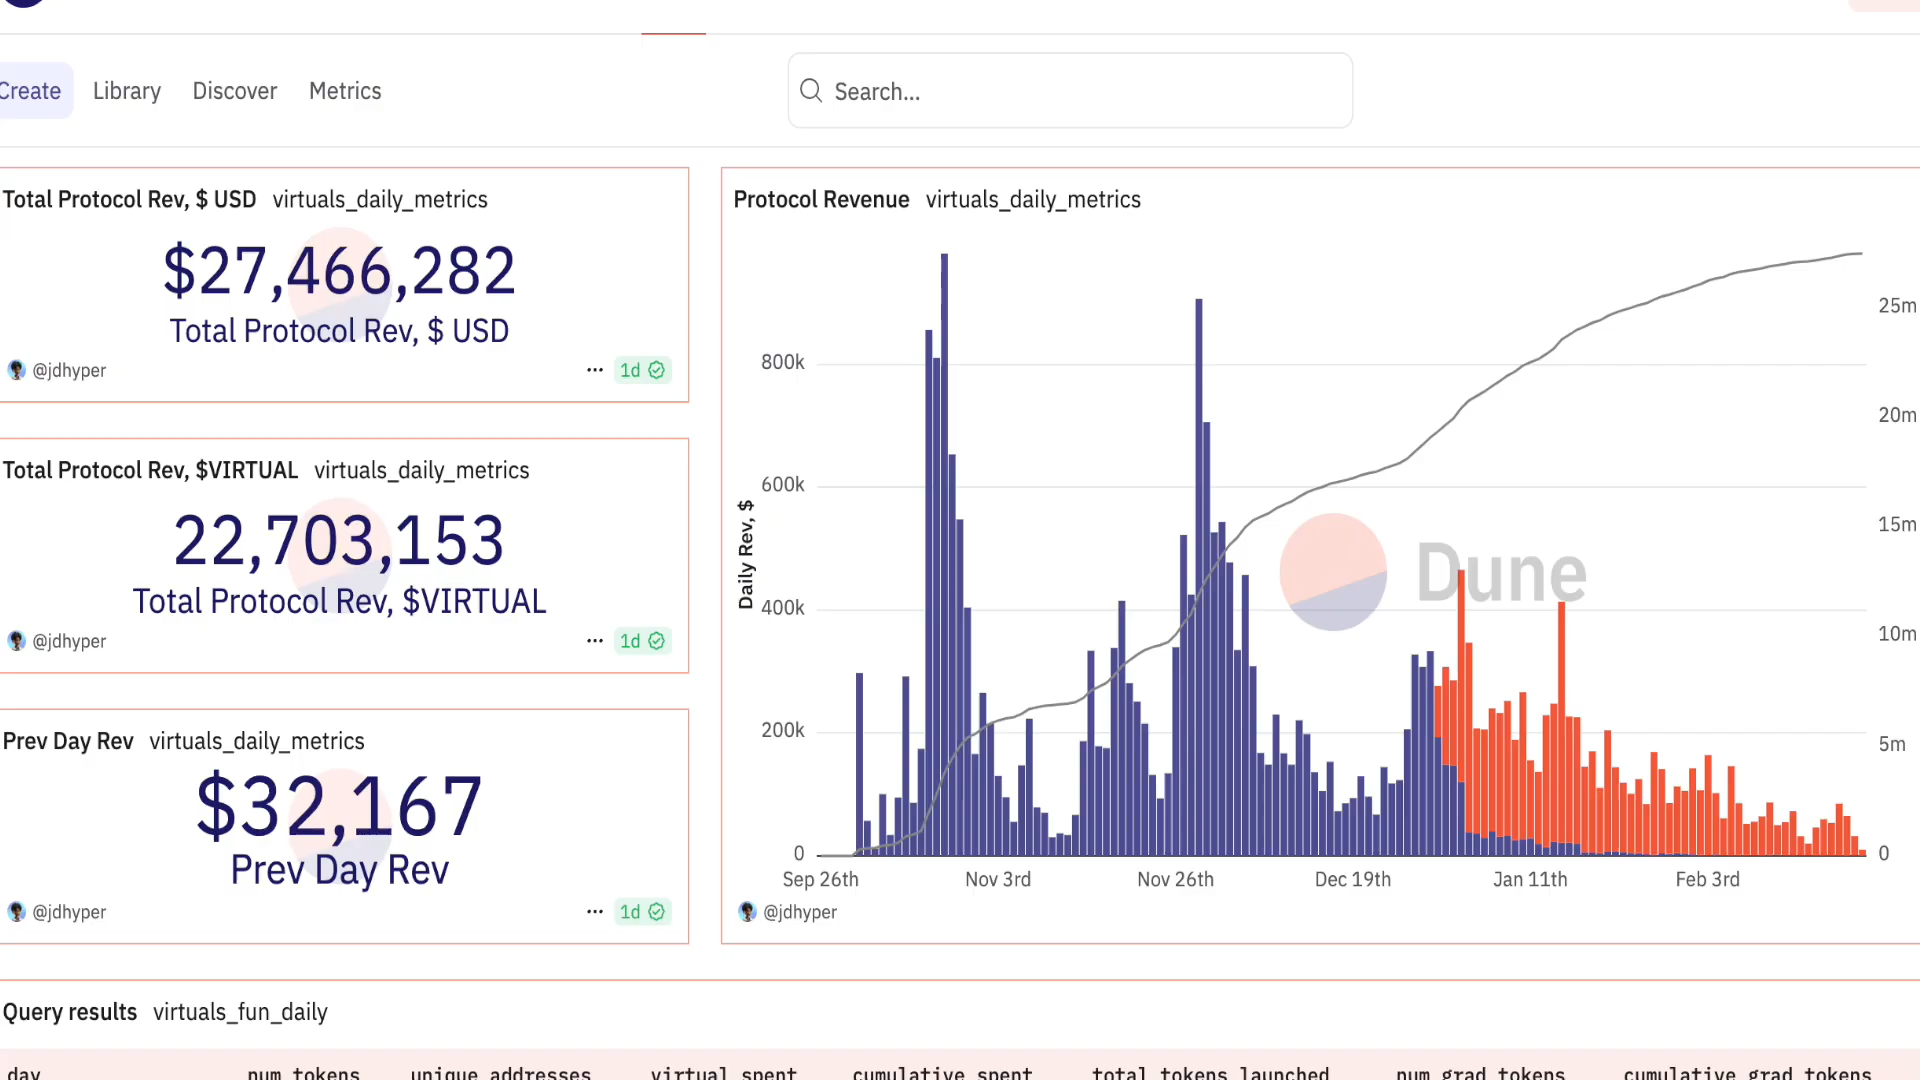 Create Library Discover Metrics
Search...
Total Protocol Rev, $ USD virtuals_daily_metrics
$27,466,282
Total Protocol Rev, $ USD
@jdhyper
... 1d
Total Protocol Rev, $VIRTUAL virtuals_daily_metrics
22,703,153
Total Protocol Rev, $VIRTUAL
@jdhyper
... 1d
Prev Day Rev virtuals_daily_metrics
$32,167
Prev Day Rev
@jdhyper
... 1d
Protocol Revenue virtuals_daily_metrics
Daily Rev, $
800k
600k
400k
200k
0
25m
20m
15m
10m
5m
0
Dune
Sep 26th Nov 3rd Nov 26th Dec 19th Jan 11th Feb 3rd
@jdhyper
Query results virtuals_fun_daily
day num_tokens unique_addresses virtual_spent cumulative_spent total_tokens_launched num_grad_tokens cumulative_grad_tokens